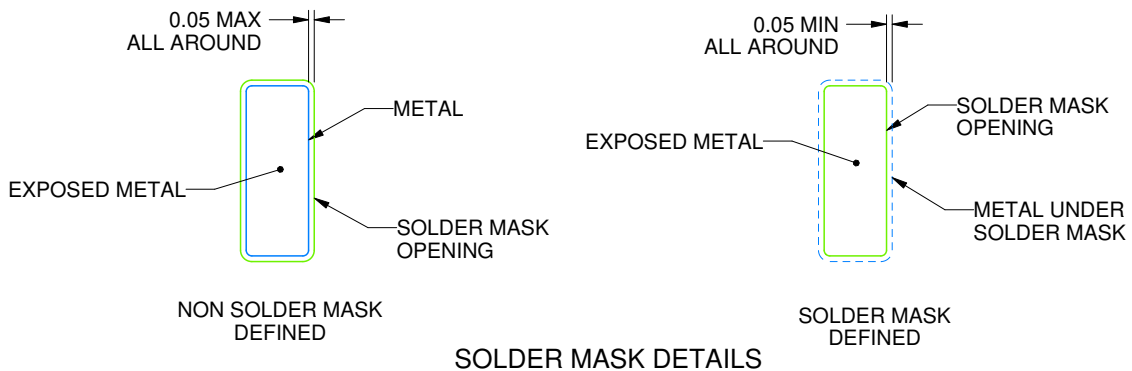 0.05 MAX
ALL AROUND
METAL
EXPOSED METAL
SOLDER MASK
OPENING
NON SOLDER MASK
DEFINED
0.05 MIN
ALL AROUND
SOLDER MASK
OPENING
EXPOSED METAL
METAL UNDER
SOLDER MASK
SOLDER MASK
DEFINED
SOLDER MASK DETAILS